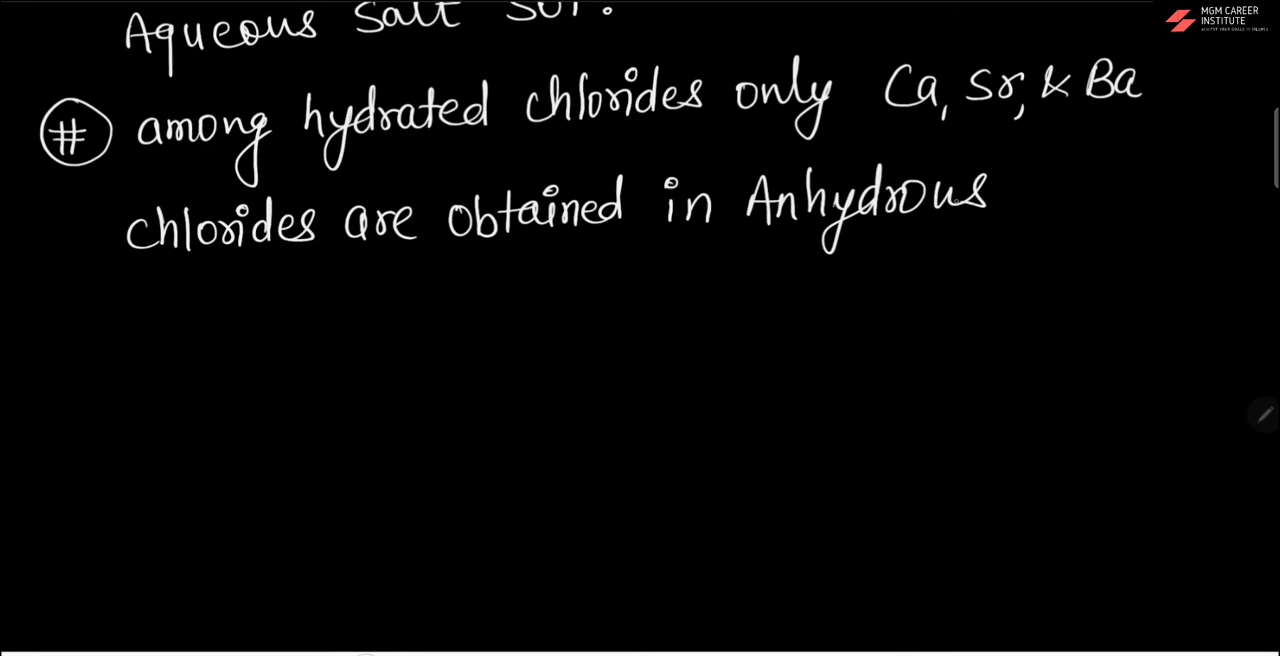 MGM CAREER
INSTITUTE
Aqueous Salt Sol.
# among hydrated chlorides only Ca, Sr, & Ba
chlorides are obtained in Anhydrous